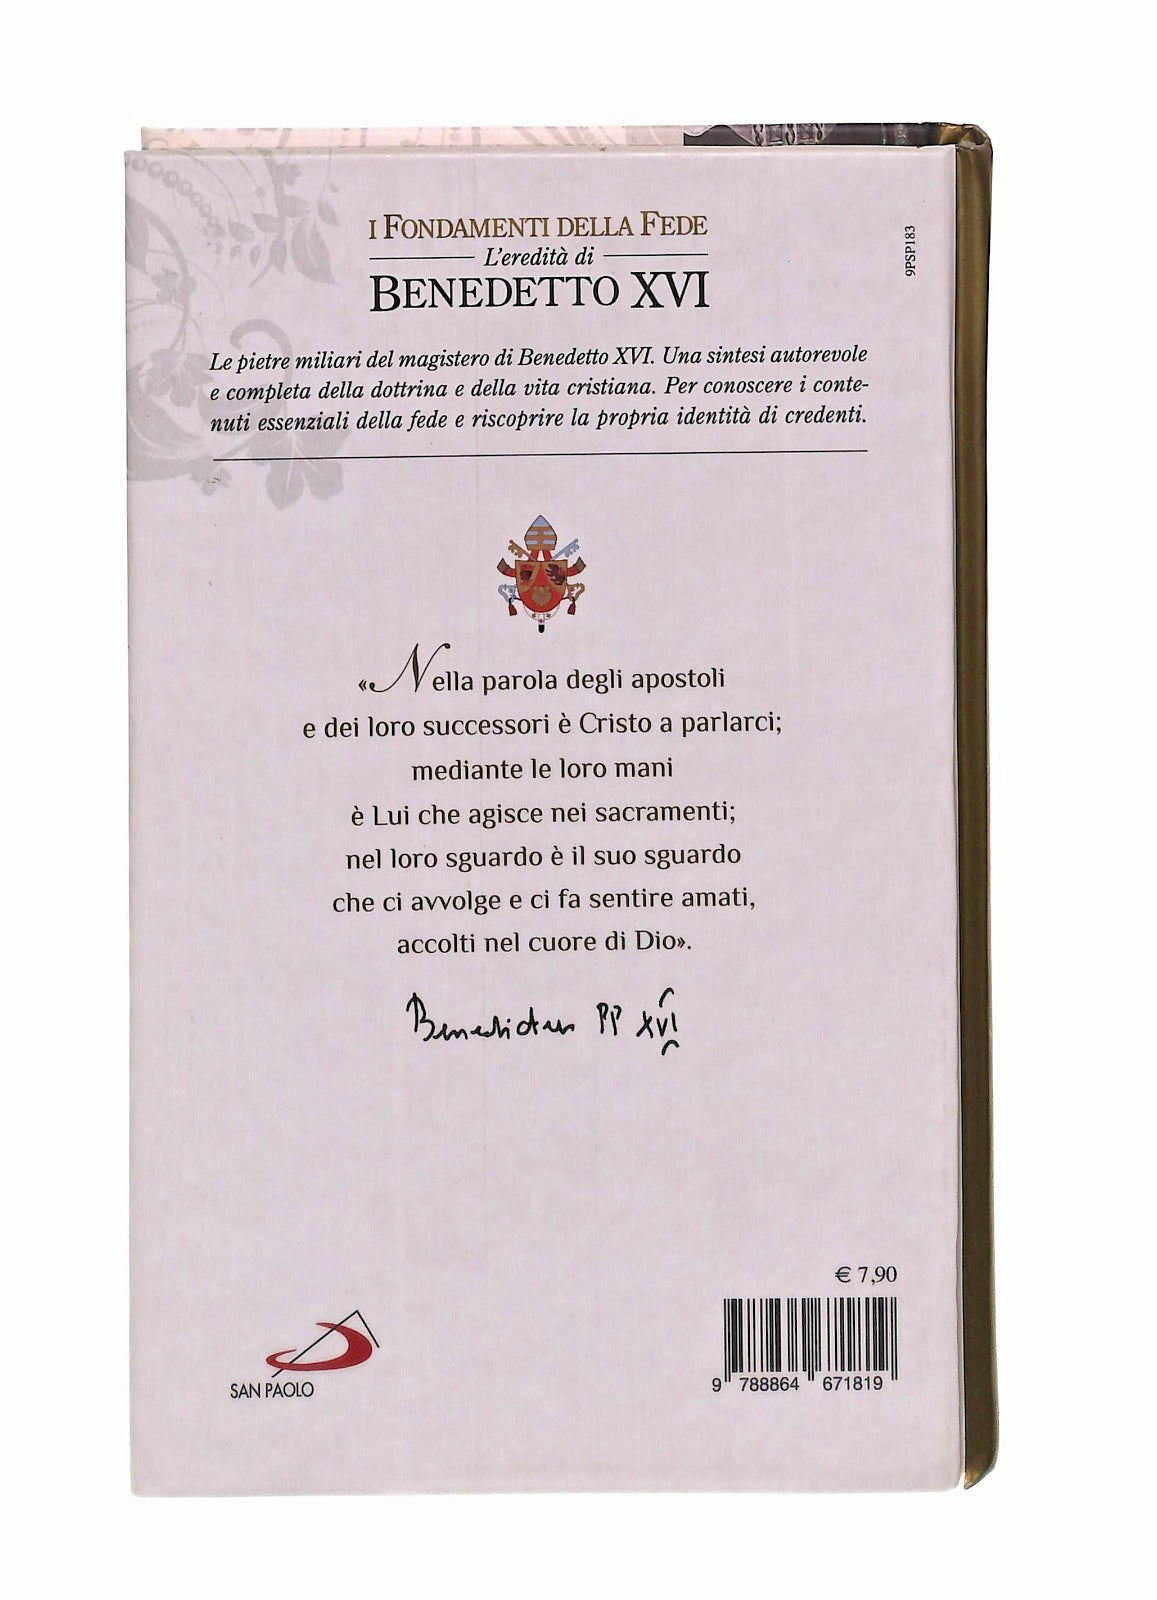 I FONDAMENTI DELLA FEDE
L'eredità di
BENEDETTO XVI
9PSP183
Le pietre miliari del magistero di Benedetto XVI. Una sintesi autorevole
e completa della dottrina e della vita cristiana. Per conoscere i conte-
nuti essenziali della fede e riscoprire la propria identità di credenti.
«Nella parola degli apostoli
e dei loro successori è Cristo a parlarci;
mediante le loro mani
è Lui che agisce nei sacramenti;
nel loro sguardo è il suo sguardo
che ci avvolge e ci fa sentire amati,
accolti nel cuore di Dio».
Benedictus PP XVI
€ 7,90
9 788864 671819
SAN PAOLO